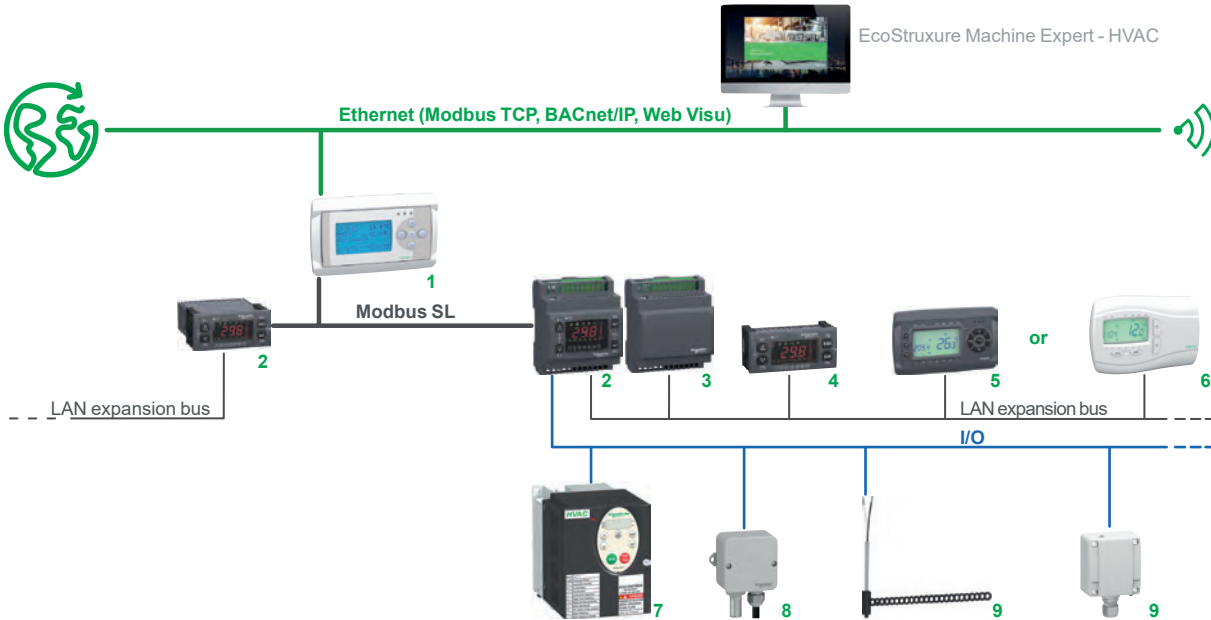 EcoStruxure Machine Expert - HVAC
Ethernet (Modbus TCP, BACnet/IP, Web Visu)
1
Modbus SL
2
2
3
4
5
or
6
LAN expansion bus
LAN expansion bus
I/O
HVAC
7
8
9
9